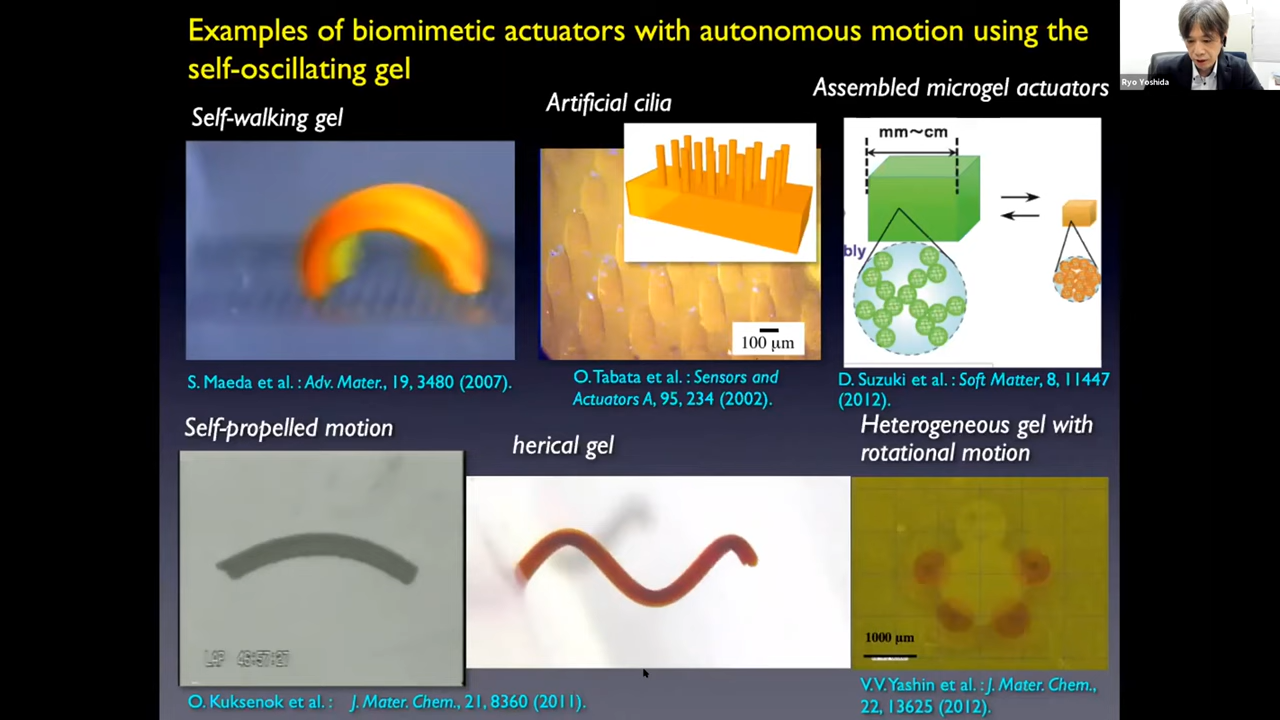 Examples of biomimetic actuators with autonomous motion using the
self-oscillating gel
Ryo Yoshida
Self-walking gel
Artificial cilia
Assembled microgel actuators
100 µm
mm~cm
bly
S. Maeda et al. : Adv. Mater., 19, 3480 (2007).
O. Tabata et al. : Sensors and
Actuators A, 95, 234 (2002).
D. Suzuki et al. : Soft Matter, 8, 11447
(2012).
Self-propelled motion
herical gel
Heterogeneous gel with
rotational motion
LAP
1000 µm
O. Kuksenok et al. : J. Mater. Chem., 21, 8360 (2011).
V.V. Yashin et al. : J. Mater. Chem.,
22, 13625 (2012).